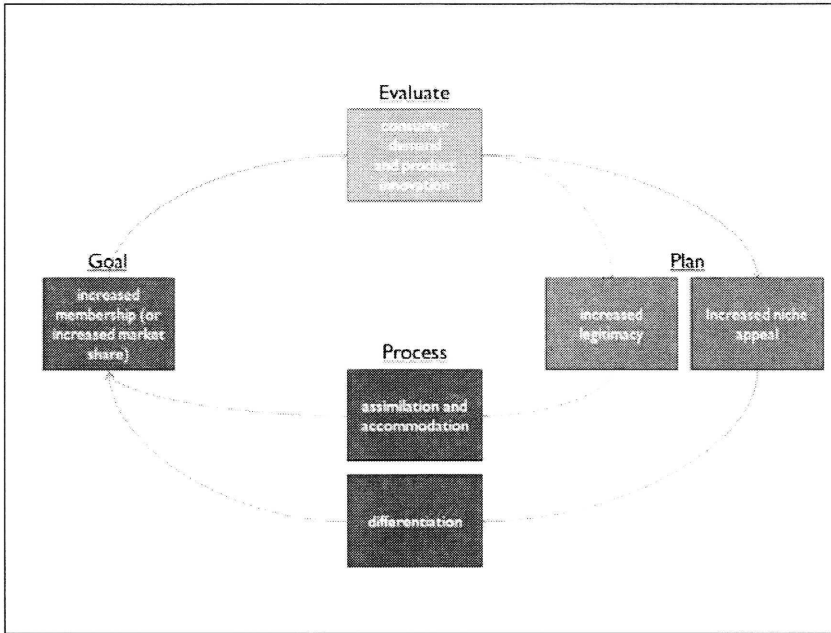 Evaluate
consumer
demand
and product
innovation
Goal
increased
membership (or
increased market
share)
Plan
increased
legitimacy
Increased niche
appeal
Process
assimilation and
accommodation
differentiation